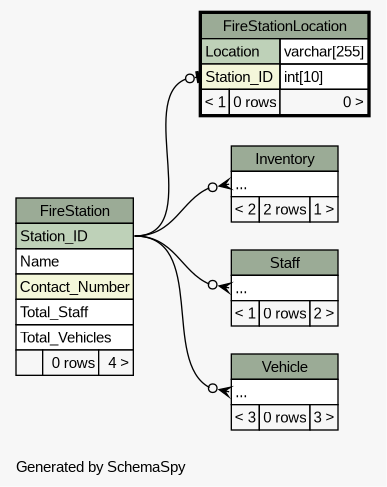 FireStationLocation
Location varchar[255]
Station_ID int[10]
< 1 0 rows 0 >
Inventory
...
< 2 2 rows 1 >
FireStation
Station_ID
Name
Contact_Number
Total_Staff
Total_Vehicles
0 rows 4 >
Staff
...
< 1 0 rows 2 >
Vehicle
...
< 3 0 rows 3 >
Generated by SchemaSpy